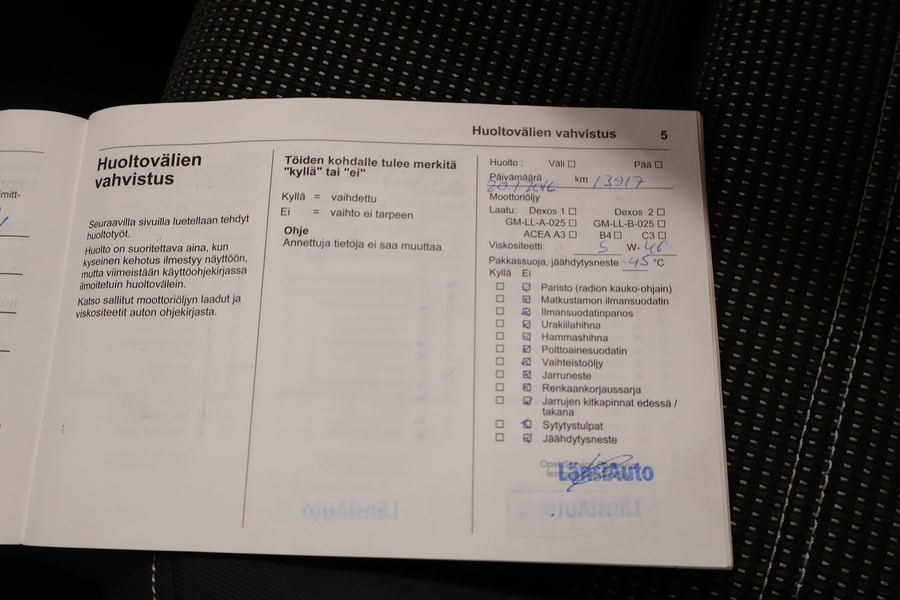 Huoltovälien vahvistus 5
Huoltovälien
vahvistus
Seuraavilla sivuilla luetellaan tehdyt
huoltotyöt.
Huolto on suoritettava aina, kun
kyseinen kehotus ilmestyy näyttöön,
mutta viimeistään käyttöohjekirjassa
ilmoitetuin huoltovälein.
Katso sallitut moottoriöljyn laadut ja
viskositeetit auton ohjekirjasta.
Töiden kohdalle tulee merkitä
"kyllä" tai "ei"
Kyllä = vaihdettu
Ei = vaihto ei tarpeen
Ohje
Annettuja tietoja ei saa muuttaa.
Huolto : Väli Pää
Päivämäärä km 13917
Moottoriöljy
Laatu: Dexos 1 Dexos 2
GM-LL-A-025 GM-LL-B-025
ACEA A3 B4 C3
Viskositeetti: 5 W-40
Pakkassuoja, jäähdytysneste -45 °C
Kyllä Ei
Paristo (radion kauko-ohjain)
Matkustamon ilmansuodatin
Ilmansuodatinpanos
Urakiilahihna
Hammashihna
Polttoainesuodatin
Vaihteistoöljy
Jarruneste
Renkaankorjaussarja
Jarrujen kitkapinnat edessä /
takana
Sytytystulpat
Jäähdytysneste
LänsiAuto